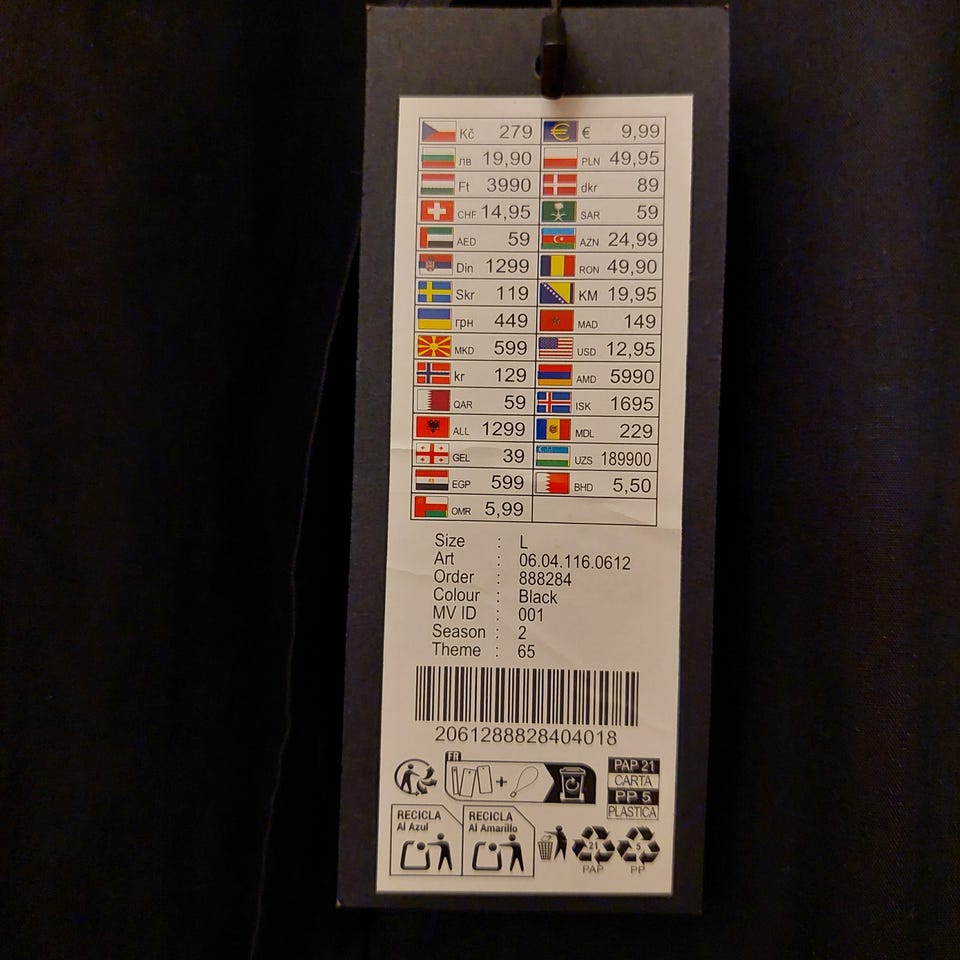 Kč 279 € 9,99
лв 19,90 PLN 49,95
Ft 3990 dkr 89
CHF 14,95 SAR 59
AED 59 AZN 24,99
Din 1299 RON 49,90
Skr 119 KM 19,95
грн 449 MAD 149
MKD 599 USD 12,95
kr 129 AMD 5990
QAR 59 ISK 1695
ALL 1299 MDL 229
GEL 39 UZS 189900
EGP 599 BHD 5,50
OMR 5,99
Size : L
Art : 06.04.116.0612
Order : 888284
Colour : Black
MV ID : 001
Season : 2
Theme : 65
2061288828404018
FR
+
PAP 21
CARTA
PP 5
PLASTICA
RECICLA
Al Azul
RECICLA
Al Amarillo
21
PAP
5
PP